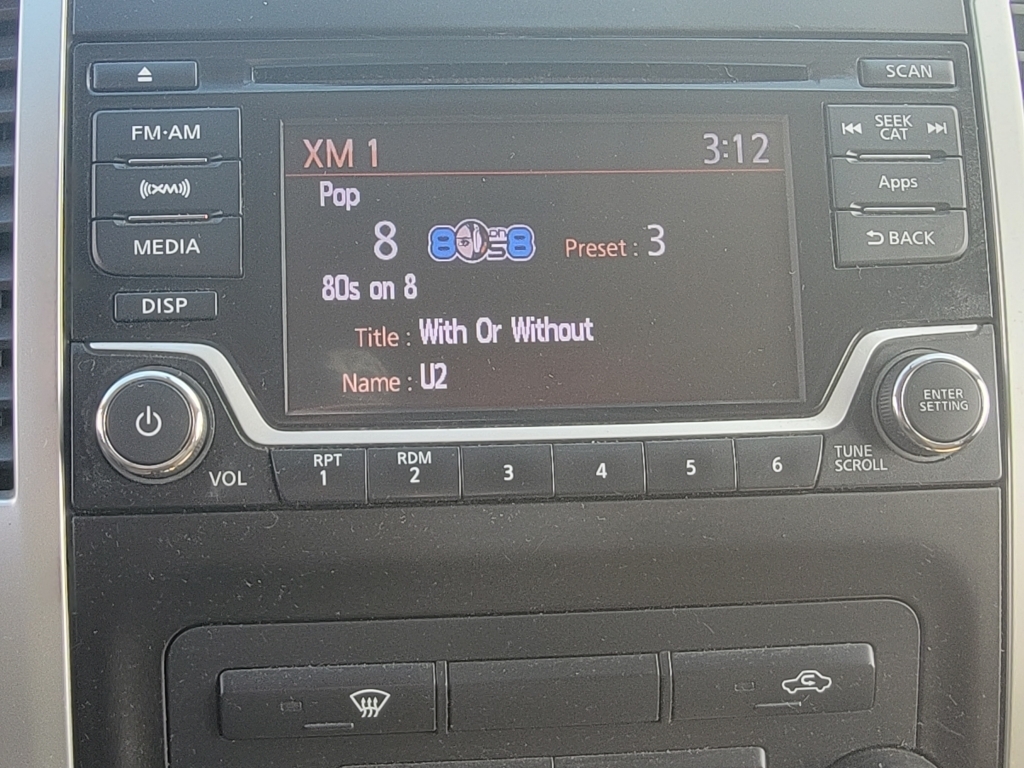 SCAN
FM·AM
SEEK
CAT
XM
Apps
MEDIA
BACK
DISP
XM 1 3:12
Pop
8 80s ON 8 Preset : 3
80s on 8
Title : With Or Without
Name : U2
ENTER
SETTING
VOL
TUNE
SCROLL
RPT
1
RDM
2
3
4
5
6